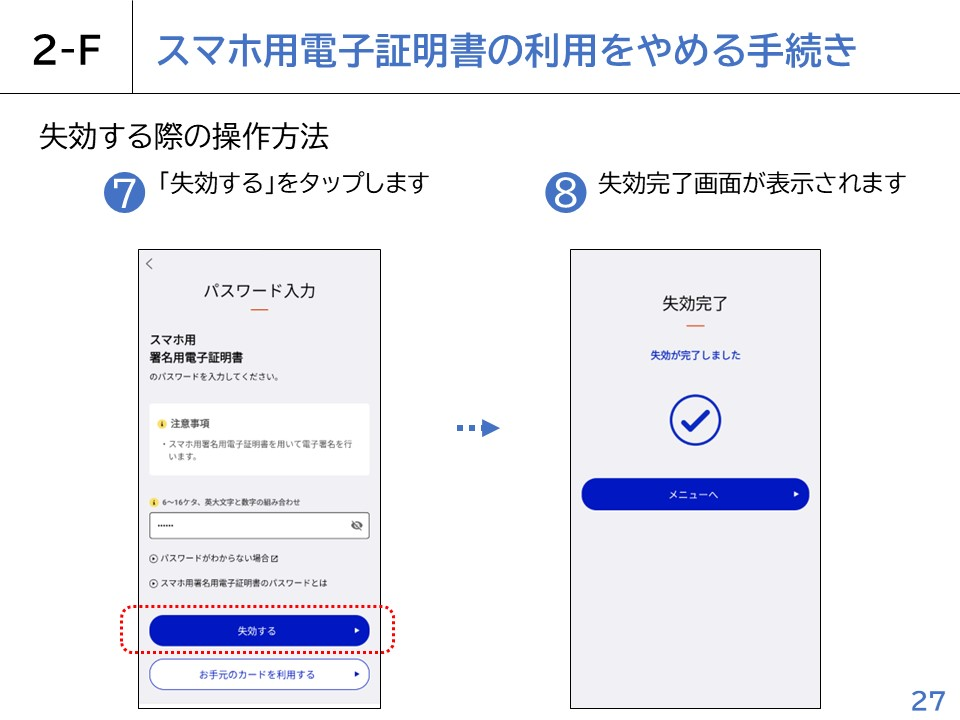 2-F
スマホ用電子証明書の利用をやめる手続き
失効する際の操作方法
7 「失効する」をタップします
パスワード入力
スマホ用
署名用電子証明書
のパスワードを入力してください。
注意事項
・スマホ用署名用電子証明書を用いて電子署名を行
います。
6〜16ケタ、英大文字と数字の組み合わせ
••••••
パスワードがわからない場合
スマホ用署名用電子証明書のパスワードとは
失効する
お手元のカードを利用する
8 失効完了画面が表示されます
失効完了
失効が完了しました
メニューへ
27